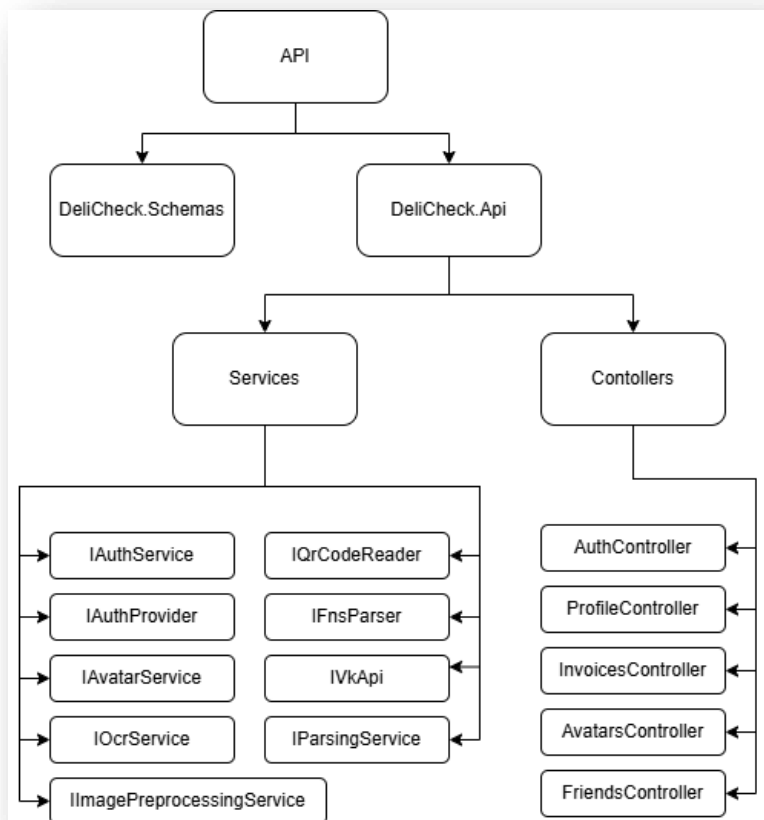 API
DeliCheck.Schemas
DeliCheck.Api
Services
Contollers
IAuthService
IQrCodeReader
AuthController
IAuthProvider
IFnsParser
ProfileController
IAvatarService
IVkApi
InvoicesController
IOcrService
IParsingService
AvatarsController
IImagePreprocessingService
FriendsController